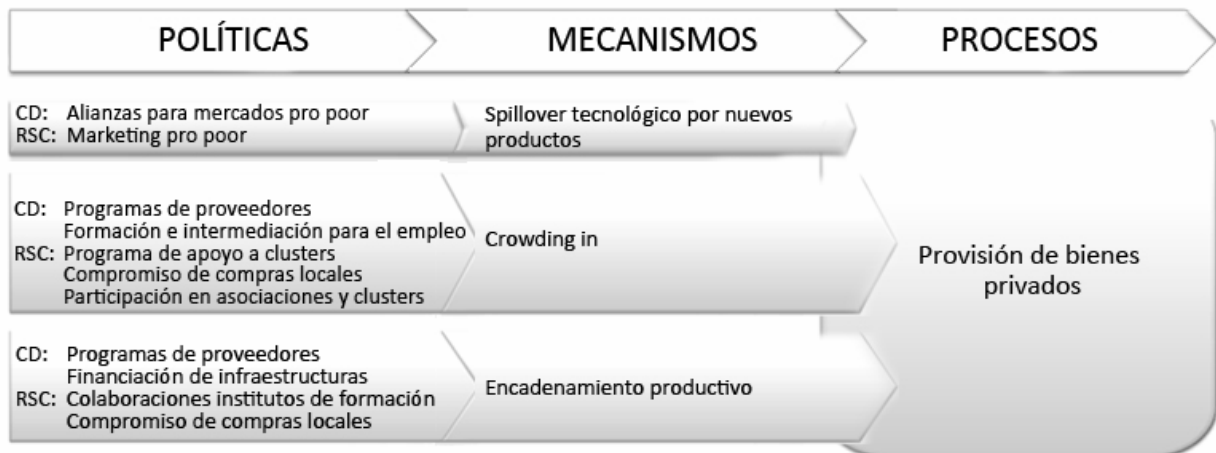 POLÍTICAS
MECANISMOS
PROCESOS
CD: Alianzas para mercados pro poor
RSC: Marketing pro poor
Spillover tecnológico por nuevos
productos
CD: Programas de proveedores
Formación e intermediación para el empleo
RSC: Programa de apoyo a clusters
Compromiso de compras locales
Participación en asociaciones y clusters
Crowding in
CD: Programas de proveedores
Financiación de infraestructuras
RSC: Colaboraciones institutos de formación
Compromiso de compras locales
Encadenamiento productivo
Provisión de bienes
privados